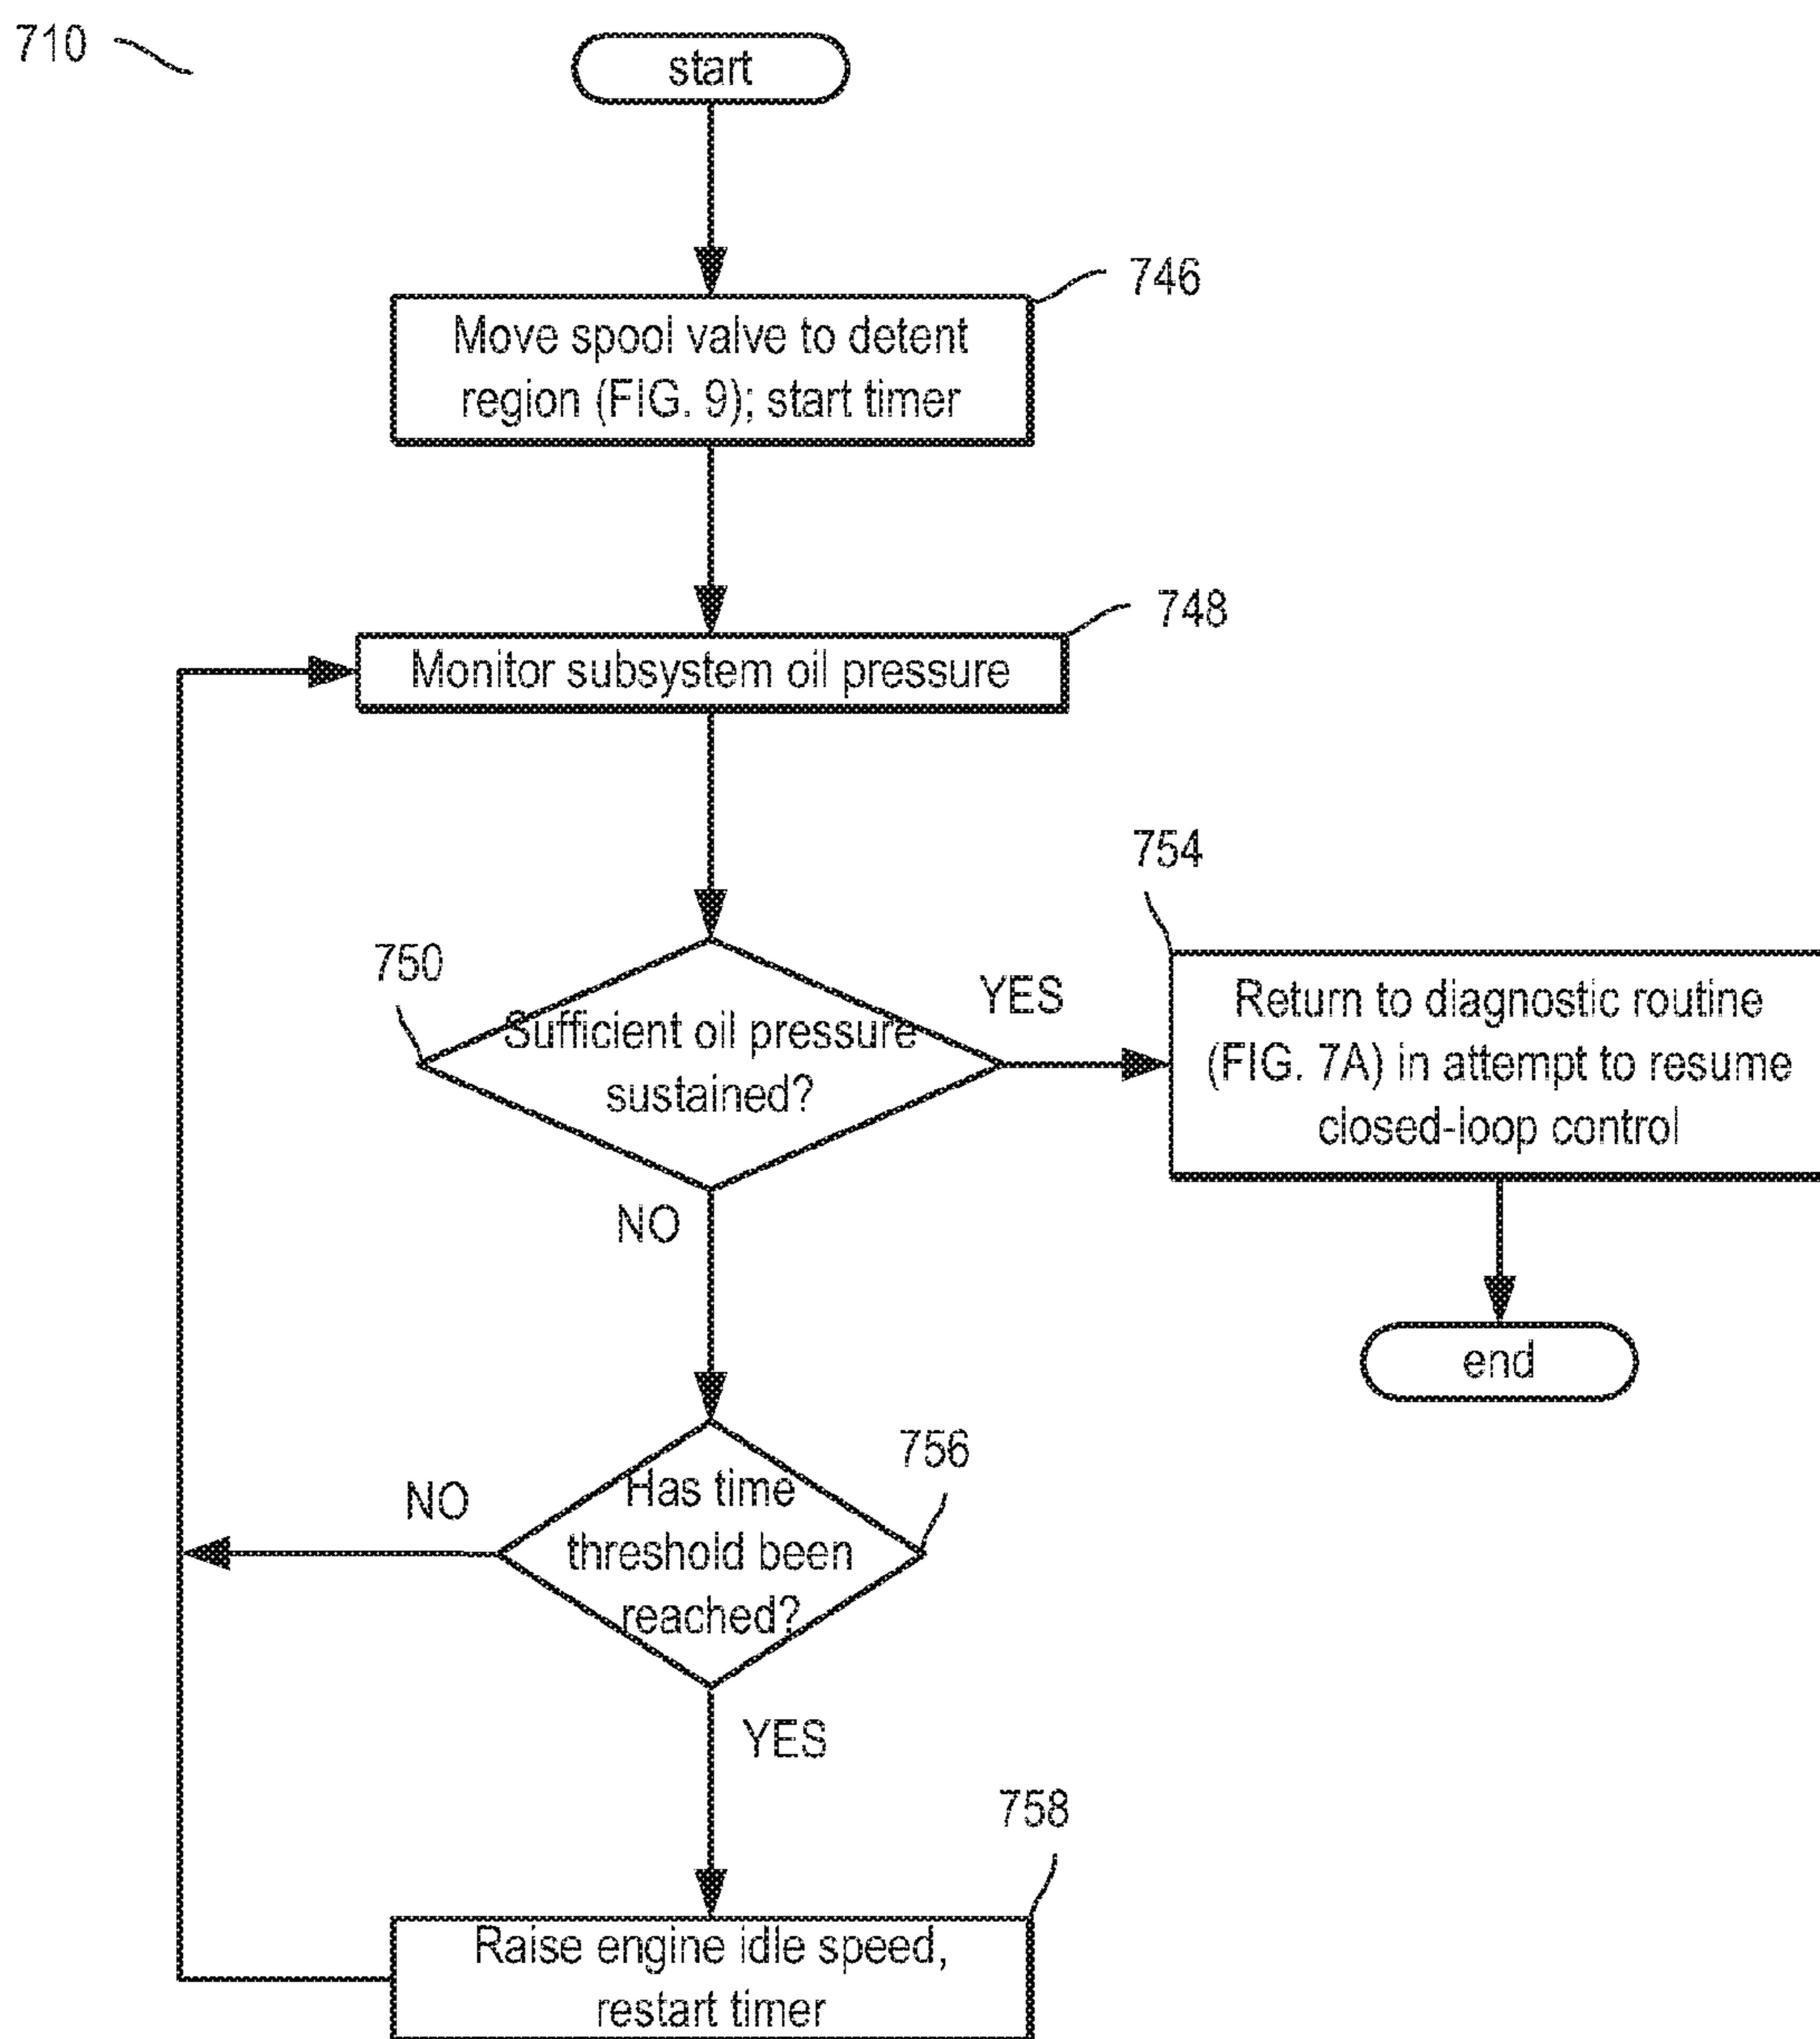 710
start
746
Move spool valve to detent
region (FIG. 9); start timer
748
Monitor subsystem oil pressure
754
750
YES
Sufficient oil pressure
sustained?
Return to diagnostic routine
(FIG. 7A) in attempt to resume
closed-loop control
NO
end
756
NO
Has time
threshold been
reached?
YES
758
Raise engine idle speed,
restart timer